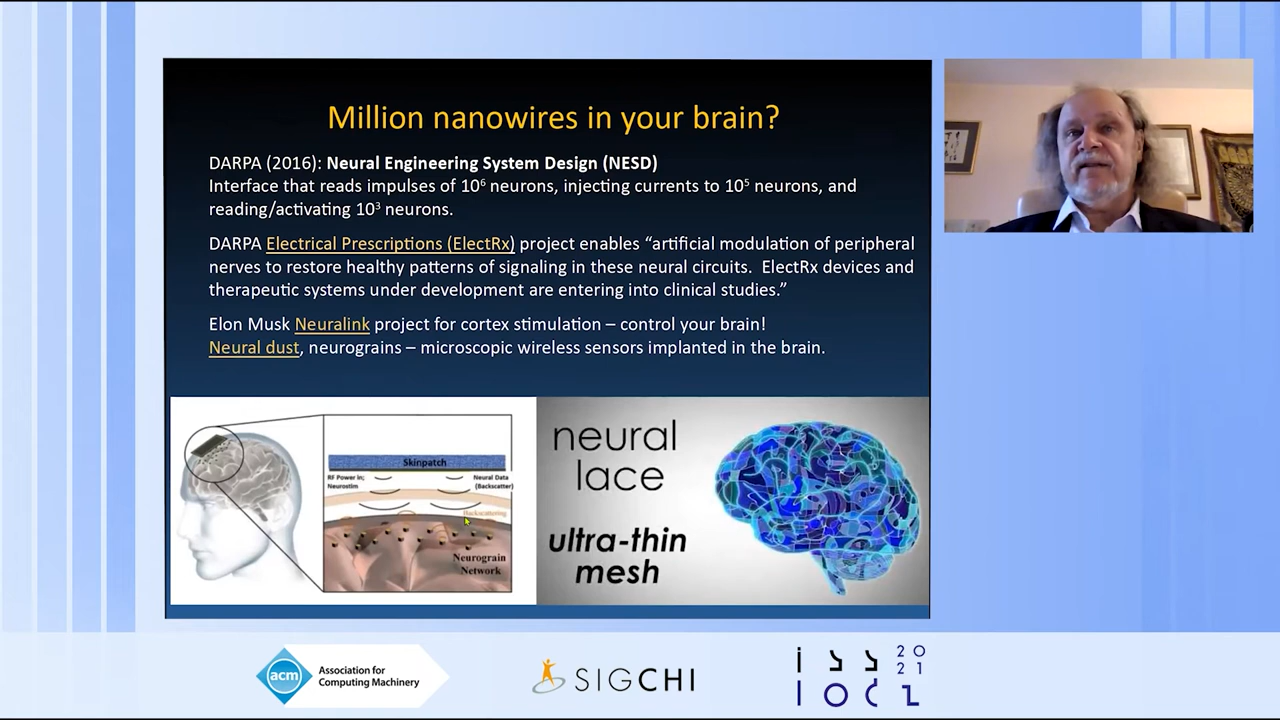 Million nanowires in your brain?
DARPA (2016): Neural Engineering System Design (NESD)
Interface that reads impulses of 10⁶ neurons, injecting currents to 10⁵ neurons, and
reading/activating 10³ neurons.
DARPA Electrical Prescriptions (ElectRx) project enables “artificial modulation of peripheral
nerves to restore healthy patterns of signaling in these neural circuits. ElectRx devices and
therapeutic systems under development are entering into clinical studies.”
Elon Musk Neuralink project for cortex stimulation – control your brain!
Neural dust, neurograins – microscopic wireless sensors implanted in the brain.
Skinpatch
RF Power in;
Neurostim
Neural Data
(Backscatter)
Backscattering
Neurograin
Network
neural
lace
ultra-thin
mesh
acm
Association for
Computing Machinery
SIGCHI
iss 20
21